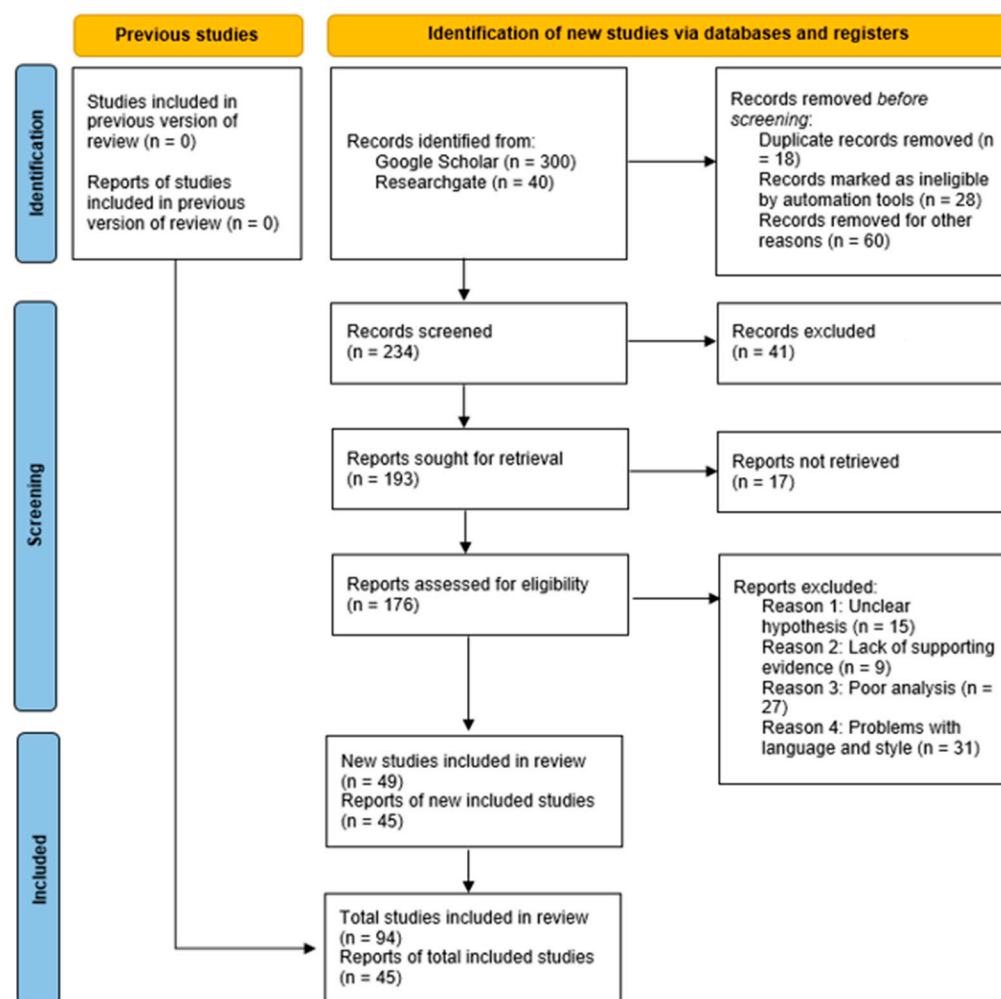 Previous studies
Identification of new studies via databases and registers
Identification
Studies included in
previous version of
review (n = 0)
Reports of studies
included in previous
version of review (n = 0)
Records identified from:
Google Scholar (n = 300)
Researchgate (n = 40)
Records removed before
screening:
Duplicate records removed (n
= 18)
Records marked as ineligible
by automation tools (n = 28)
Records removed for other
reasons (n = 60)
Screening
Records screened
(n = 234)
Records excluded
(n = 41)
Reports sought for retrieval
(n = 193)
Reports not retrieved
(n = 17)
Reports assessed for eligibility
(n = 176)
Reports excluded:
Reason 1: Unclear
hypothesis (n = 15)
Reason 2: Lack of supporting
evidence (n = 9)
Reason 3: Poor analysis (n =
27)
Reason 4: Problems with
language and style (n = 31)
Included
New studies included in review
(n = 49)
Reports of new included studies
(n = 45)
Total studies included in review
(n = 94)
Reports of total included studies
(n = 45)